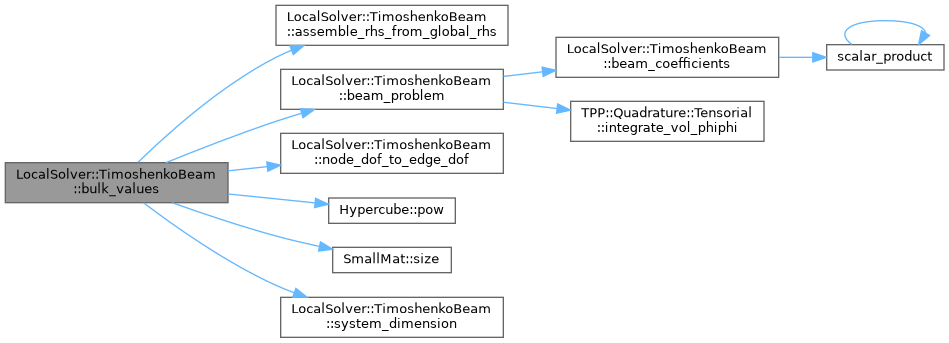 LocalSolver::TimoshenkoBeam
::bulk_values
LocalSolver::TimoshenkoBeam
::assemble_rhs_from_global_rhs
LocalSolver::TimoshenkoBeam
::beam_problem
LocalSolver::TimoshenkoBeam
::beam_coefficients
scalar_product
TPP::Quadrature::Tensorial
::integrate_vol_phiphi
LocalSolver::TimoshenkoBeam
::node_dof_to_edge_dof
Hypercube::pow
SmallMat::size
LocalSolver::TimoshenkoBeam
::system_dimension